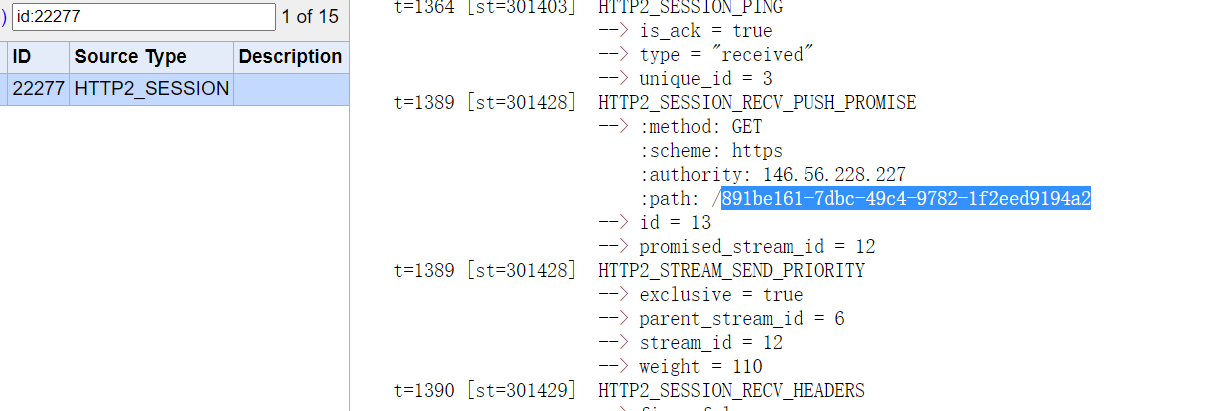 ) id:22277 1 of 15
ID Source Type Description
22277 HTTP2_SESSION
t=1364 [st=301403] HTTP2_SESSION_PING
--> is_ack = true
--> type = "received"
--> unique_id = 3
t=1389 [st=301428] HTTP2_SESSION_RECV_PUSH_PROMISE
--> :method: GET
:scheme: https
:authority: 146.56.228.227
:path: /891be161-7dbc-49c4-9782-1f2eed9194a2
--> id = 13
--> promised_stream_id = 12
t=1389 [st=301428] HTTP2_STREAM_SEND_PRIORITY
--> exclusive = true
--> parent_stream_id = 6
--> stream_id = 12
--> weight = 110
t=1390 [st=301429] HTTP2_SESSION_RECV_HEADERS